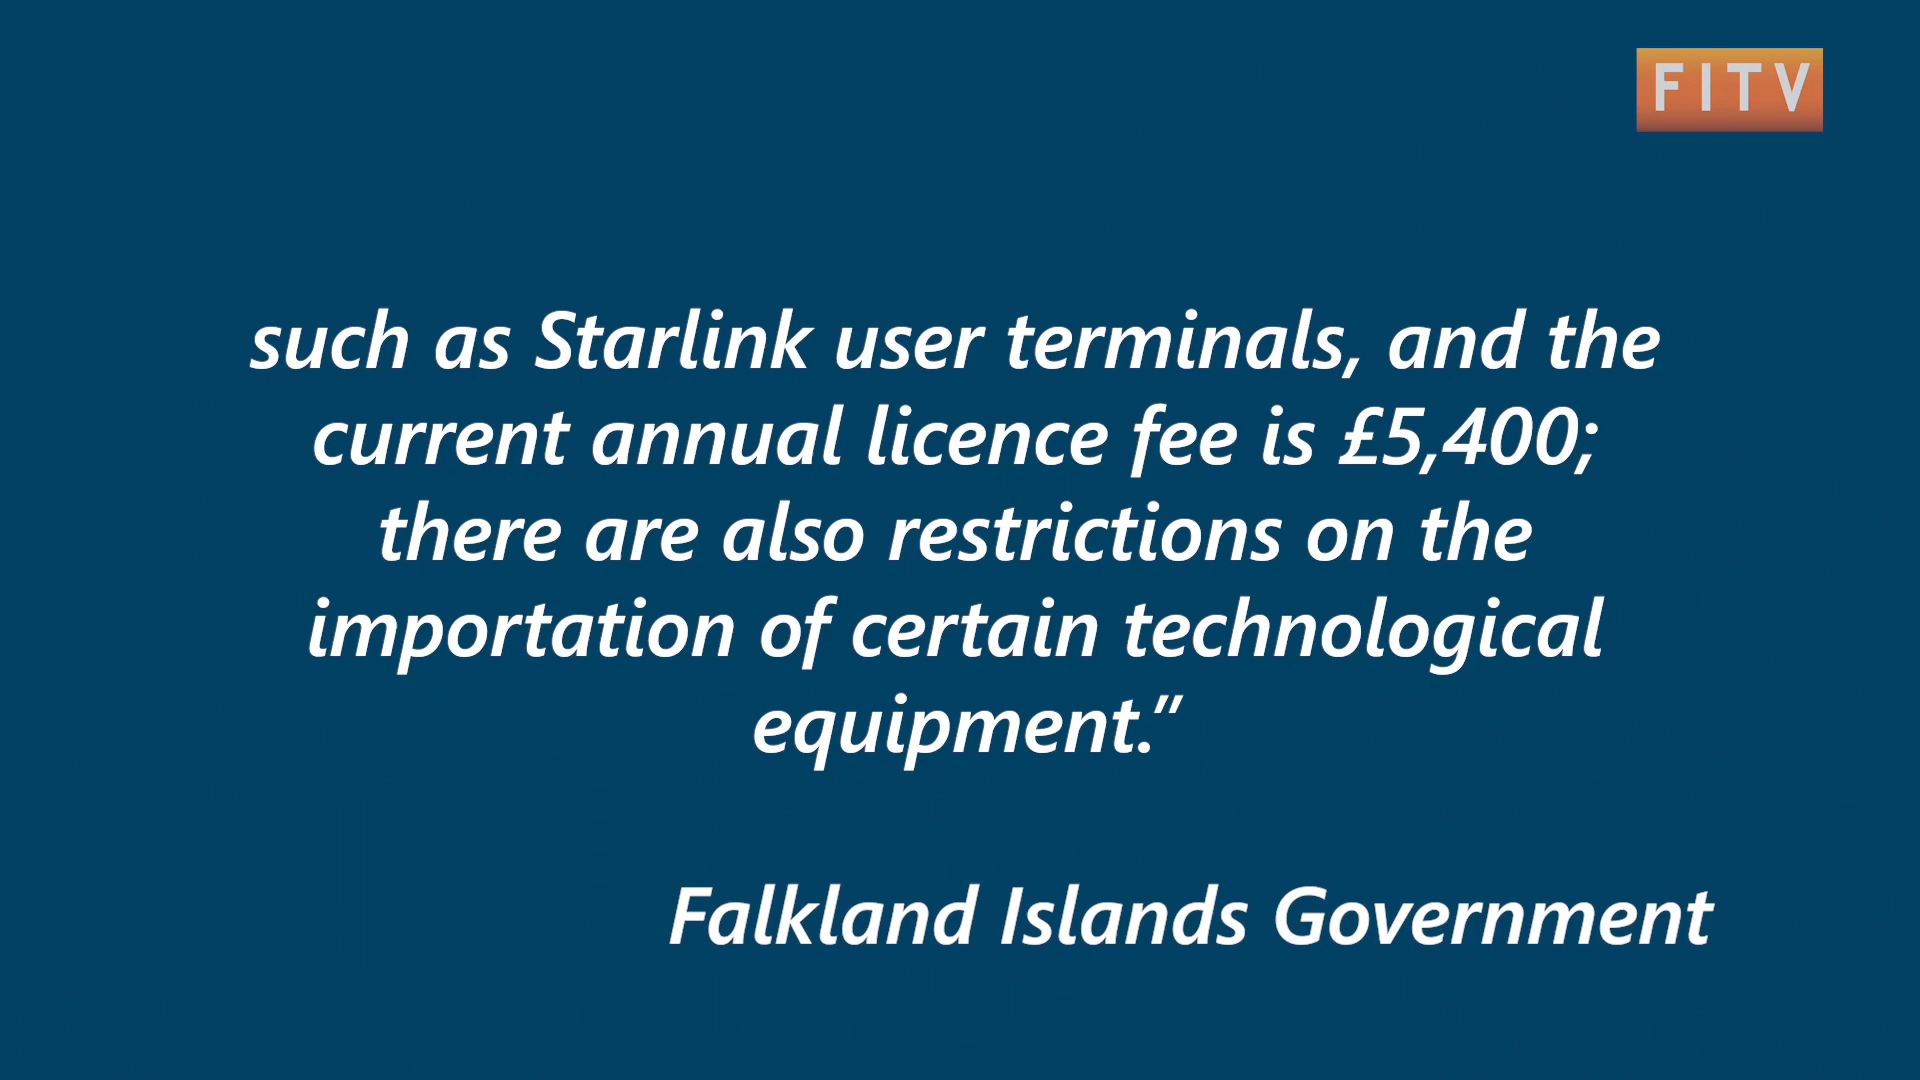 FITV
such as Starlink user terminals, and the
current annual licence fee is £5,400;
there are also restrictions on the
importation of certain technological
equipment.”
Falkland Islands Government